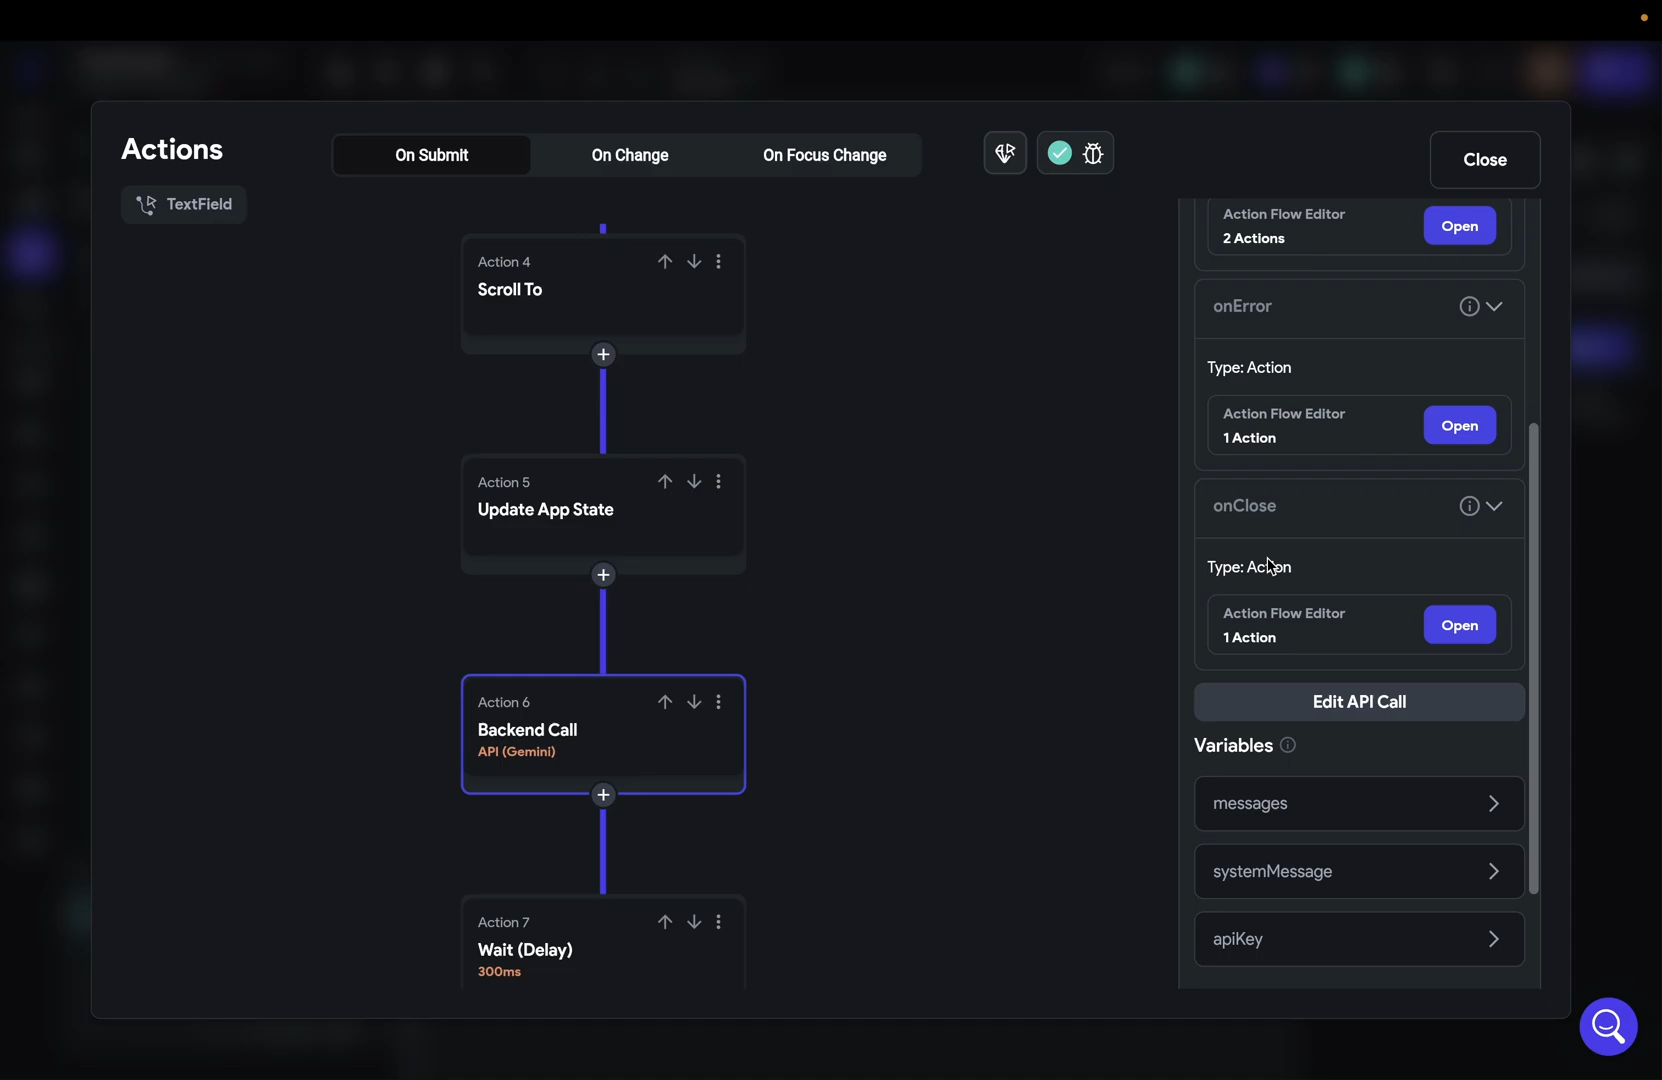 Actions
On Submit
On Change
On Focus Change
Close
TextField
Action 4
Scroll To
Action 5
Update App State
Action 6
Backend Call
API (Gemini)
Action 7
Wait (Delay)
300ms
Action Flow Editor
2 Actions
Open
onError
Type: Action
Action Flow Editor
1 Action
Open
onClose
Type: Action
Action Flow Editor
1 Action
Open
Edit API Call
Variables
messages
systemMessage
apiKey